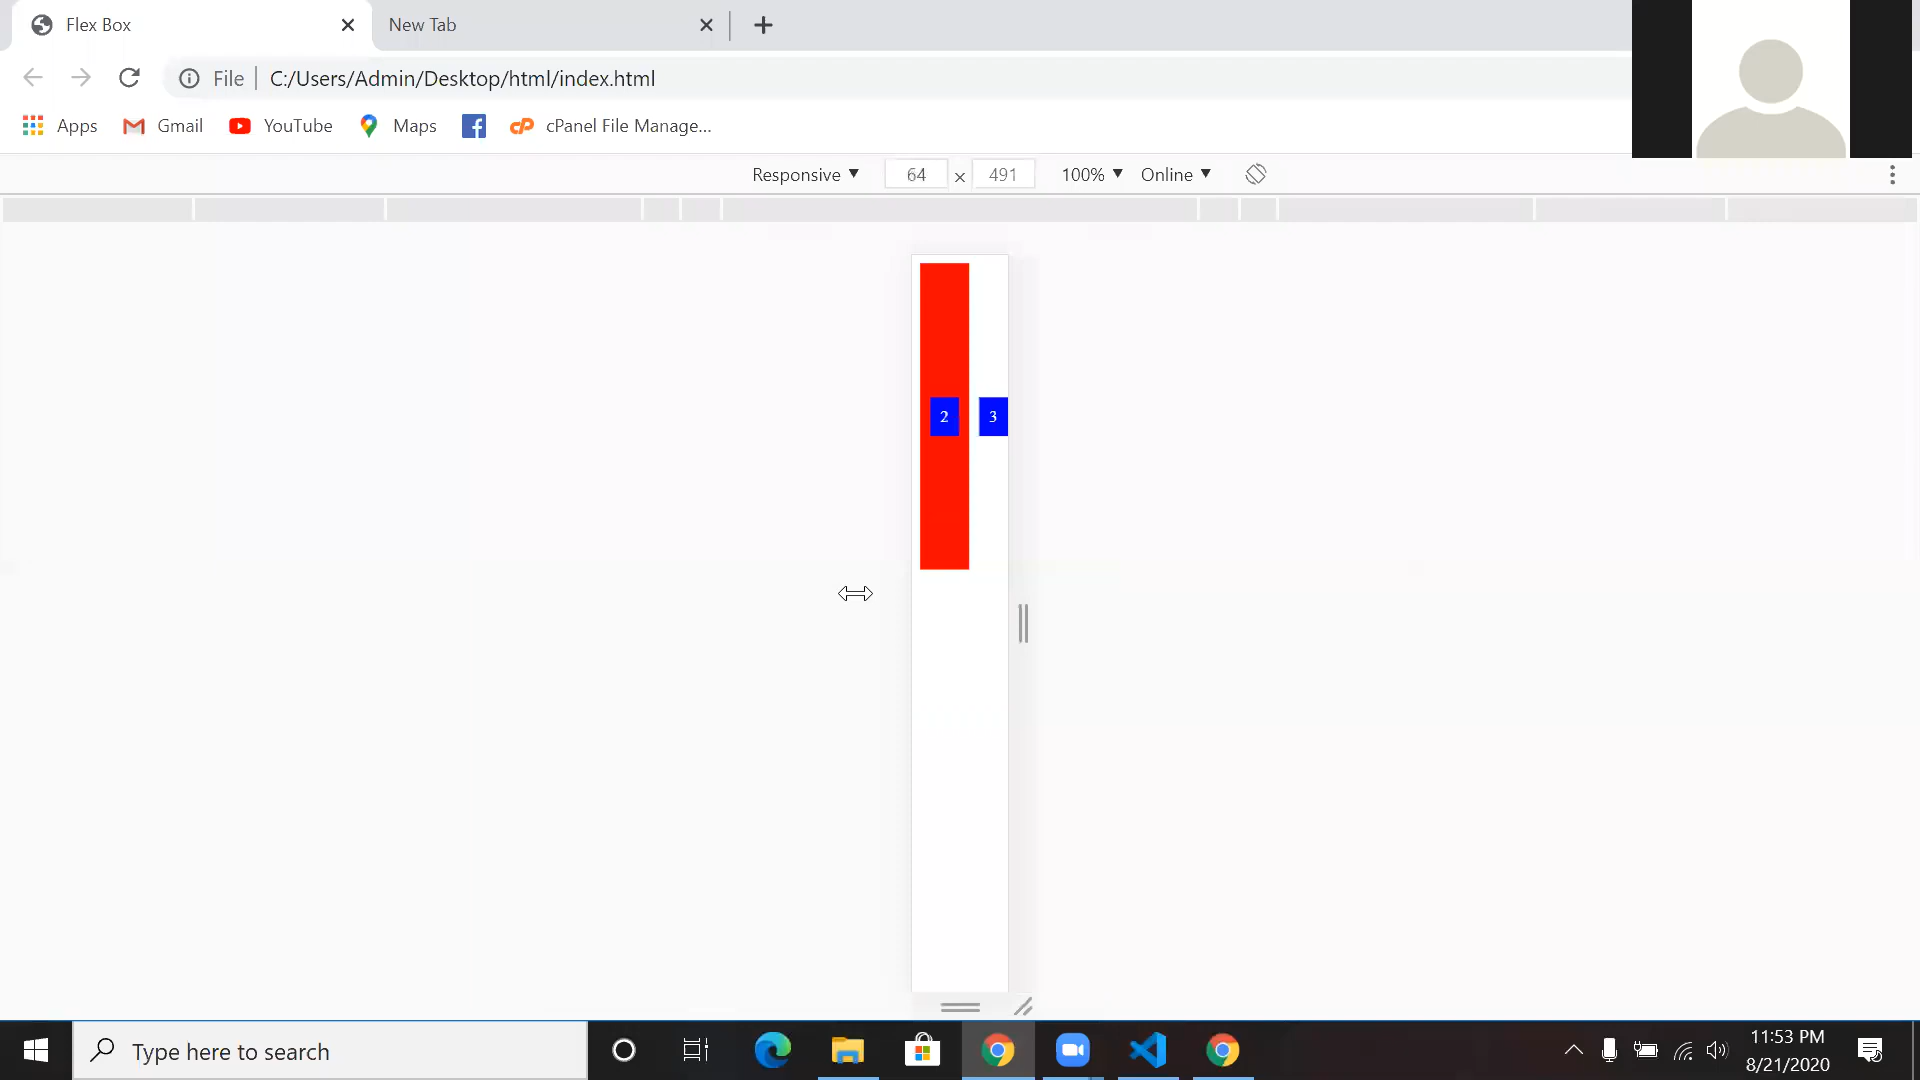 Flex Box
New Tab
File
C:/Users/Admin/Desktop/html/index.html
Apps
Gmail
YouTube
Maps
cPanel File Manage...
Responsive
64 × 491
100%
Online
2
3
Type here to search
11:53 PM
8/21/2020